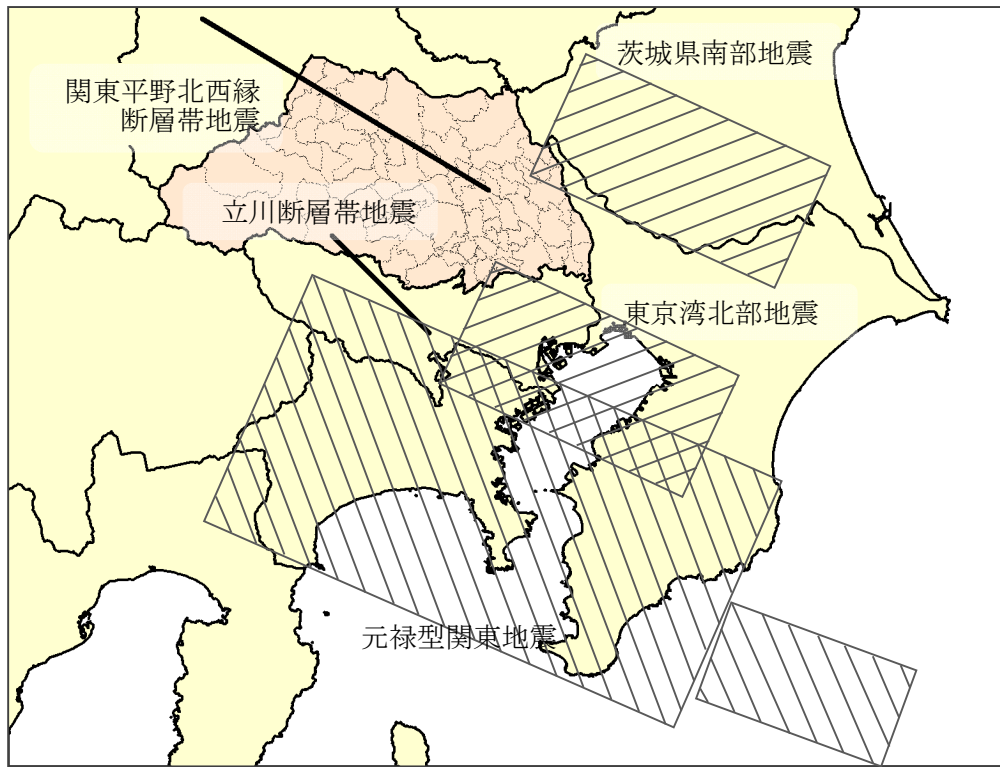 茨城県南部地震
関東平野北西縁
断層帯地震
立川断層帯地震
東京湾北部地震
元禄型関東地震